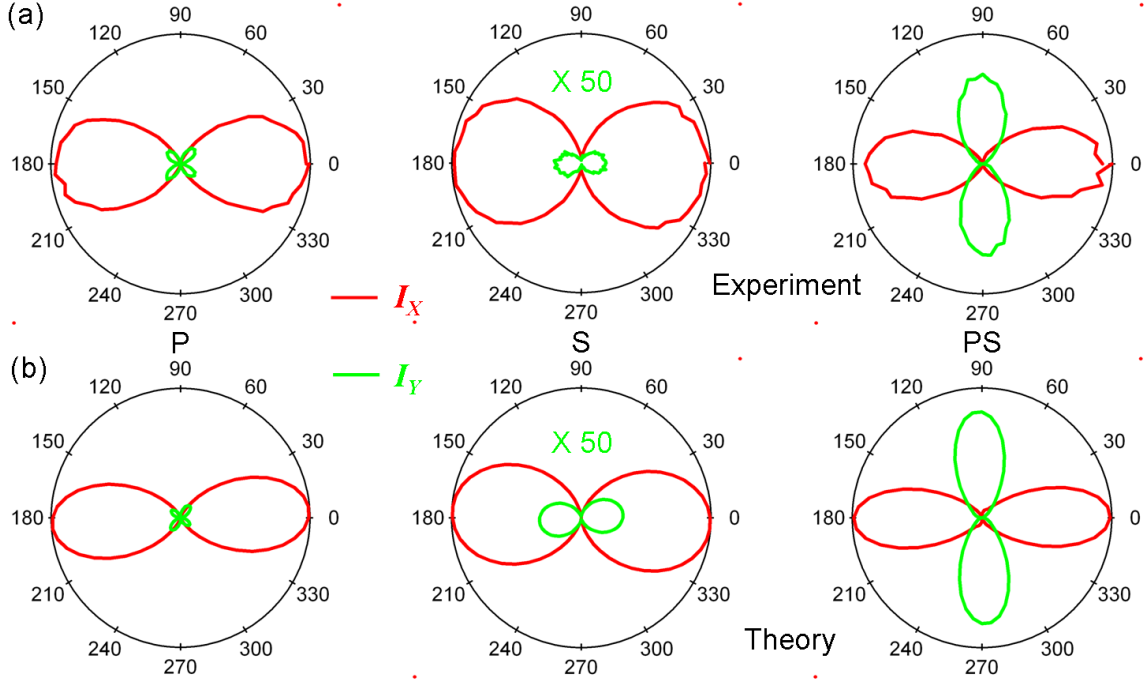 (a)
90 90 90
120 60 120 60 120 60
X 50
150 30 150 30 150 30
180 0 180 0 180 0
210 330 210 330 210 330
240 300 240 300 240 300
270 270 270
Experiment
I_X
P S PS
(b)
I_Y
90 90 90
120 60 120 60 120 60
X 50
150 30 150 30 150 30
180 0 180 0 180 0
210 330 210 330 210 330
240 300 240 300 240 300
270 270 270
Theory